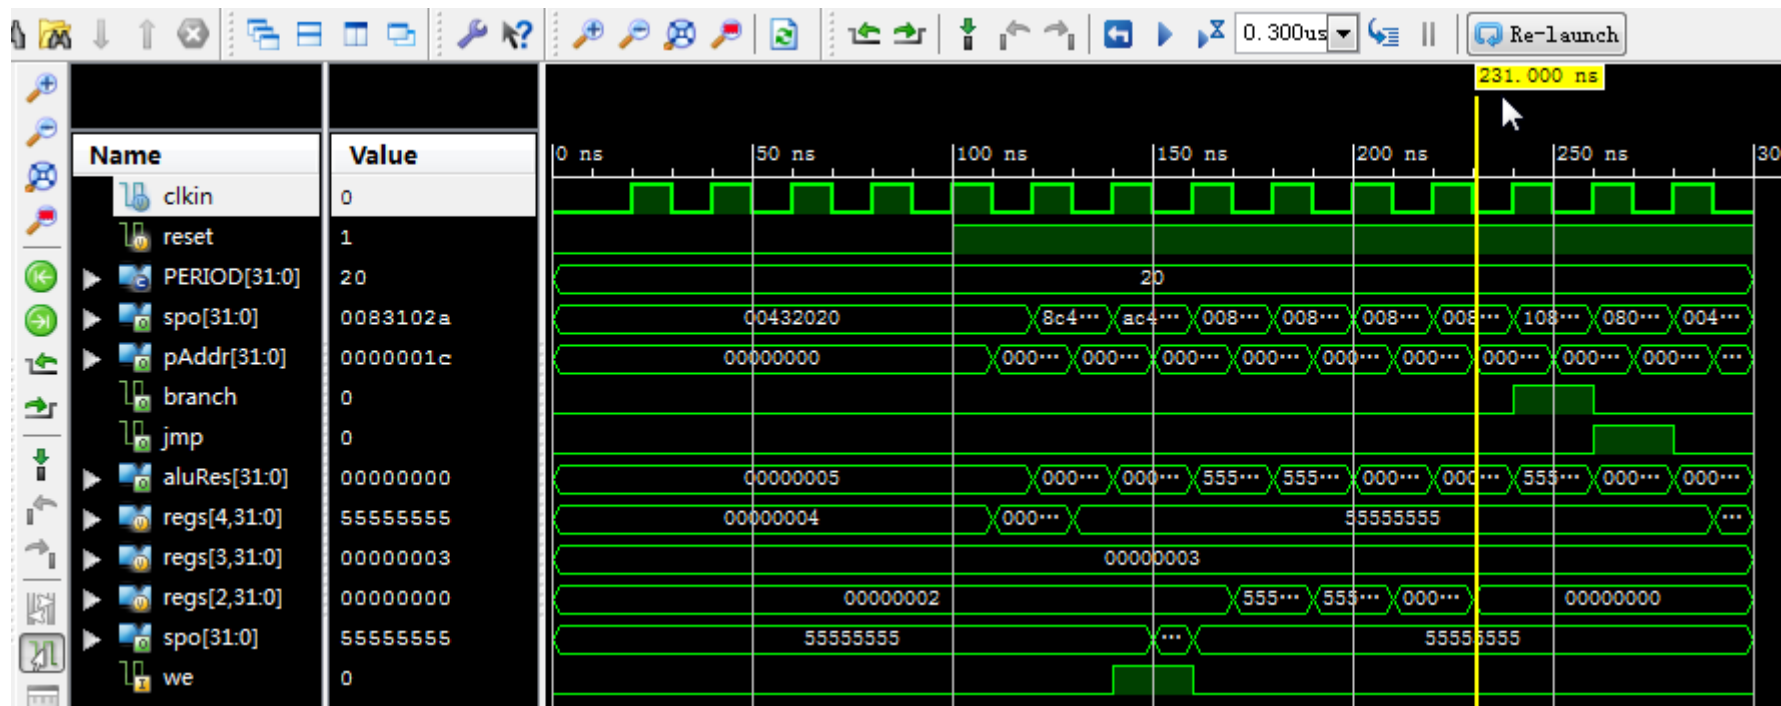 0.300us Re-launch
231.000 ns
Name Value 0 ns 50 ns 100 ns 150 ns 200 ns 250 ns 30
clkin 0
reset 1
PERIOD[31:0] 20 20
spo[31:0] 0083102a 00432020 8c4··· ac4··· 008··· 008··· 008··· 008··· 108··· 080··· 004···
pAddr[31:0] 0000001c 00000000 000··· 000··· 000··· 000··· 000··· 000··· 000··· 000··· 000··· ···
branch 0
jmp 0
aluRes[31:0] 00000000 00000005 000··· 000··· 555··· 555··· 000··· 000··· 555··· 000··· 000···
regs[4,31:0] 55555555 00000004 000··· 55555555 ···
regs[3,31:0] 00000003 00000003
regs[2,31:0] 00000000 00000002 555··· 555··· 000··· 00000000
spo[31:0] 55555555 55555555 ··· 55555555
we 0